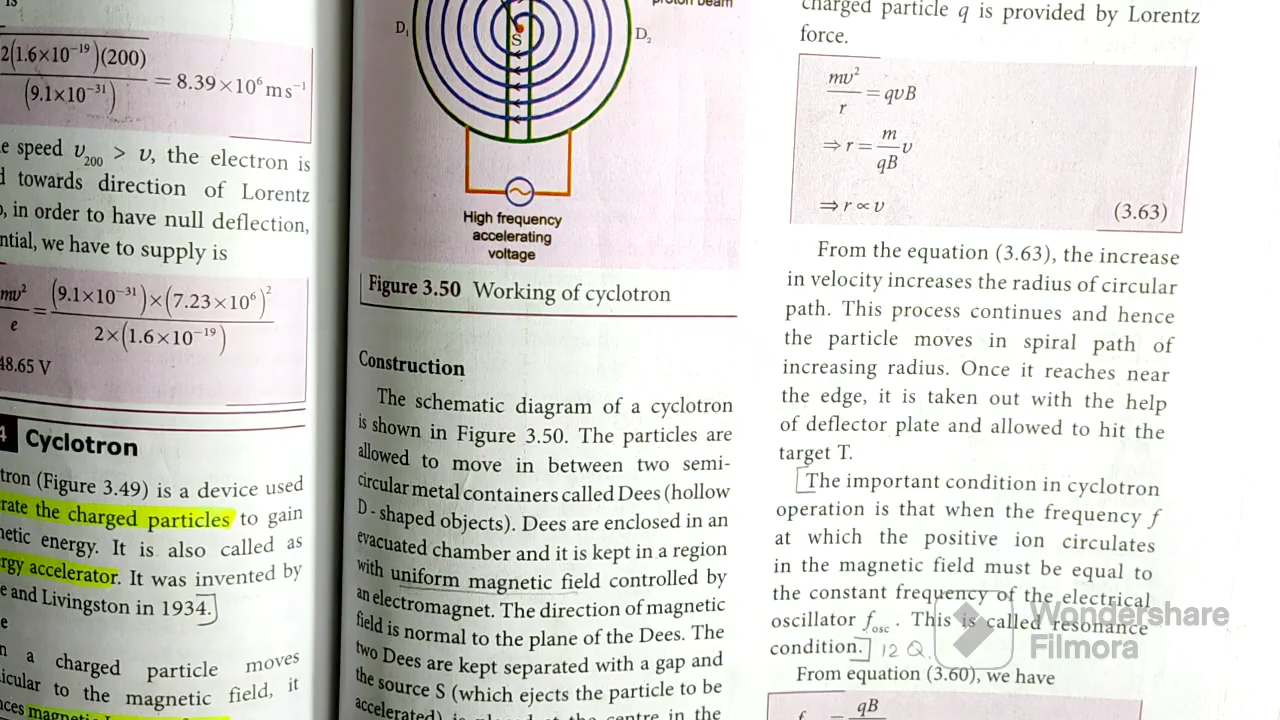 2(1.6×10⁻¹⁹)(200)
(9.1×10⁻³¹)
= 8.39×10⁶ m s⁻¹
speed υ₂₀₀ > υ, the electron is
towards direction of Lorentz
in order to have null deflection,
we have to supply is
mυ²/e = (9.1×10⁻³¹)×(7.23×10⁶)² / 2×(1.6×10⁻¹⁹)
48.65 V
4 Cyclotron
(Figure 3.49) is a device used
the charged particles to gain
energy. It is also called as
accelerator. It was invented by
and Livingston in 1934.
a charged particle moves
to the magnetic field, it
D₁
S
D₂
High frequency
accelerating
voltage
Figure 3.50 Working of cyclotron
Construction
The schematic diagram of a cyclotron
is shown in Figure 3.50. The particles are
allowed to move in between two semi-
circular metal containers called Dees (hollow
D - shaped objects). Dees are enclosed in an
evacuated chamber and it is kept in a region
with uniform magnetic field controlled by
an electromagnet. The direction of magnetic
field is normal to the plane of the Dees. The
two Dees are kept separated with a gap and
the source S (which ejects the particle to be
accelerated) is placed at the centre in the
charged particle q is provided by Lorentz
force.
mυ²/r = qυB
⇒ r = m/qB υ
⇒ r ∝ υ (3.63)
From the equation (3.63), the increase
in velocity increases the radius of circular
path. This process continues and hence
the particle moves in spiral path of
increasing radius. Once it reaches near
the edge, it is taken out with the help
of deflector plate and allowed to hit the
target T.
The important condition in cyclotron
operation is that when the frequency f
at which the positive ion circulates
in the magnetic field must be equal to
the constant frequency of the electrical
oscillator f_osc. This is called resonance
condition. 12 Q
From equation (3.60), we have
qB
Wondershare
Filmora